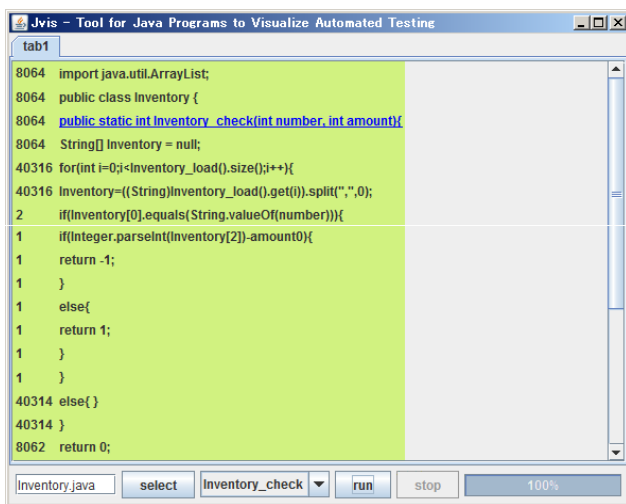 Jvis - Tool for Java Programs to Visualize Automated Testing
tab1
8064 import java.util.ArrayList;
8064 public class Inventory {
8064 public static int Inventory_check(int number, int amount){
8064 String[] Inventory = null;
40316 for(int i=0;i<Inventory_load().size();i++){
40316 Inventory=((String)Inventory_load().get(i)).split(",",0);
2 if(Inventory[0].equals(String.valueOf(number))){
1 if(Integer.parseInt(Inventory[2])-amount0){
1 return -1;
1 }
1 else{
1 return 1;
1 }
1 }
40314 else{ }
40314 }
8062 return 0;
Inventory.java select Inventory_check run stop 100%